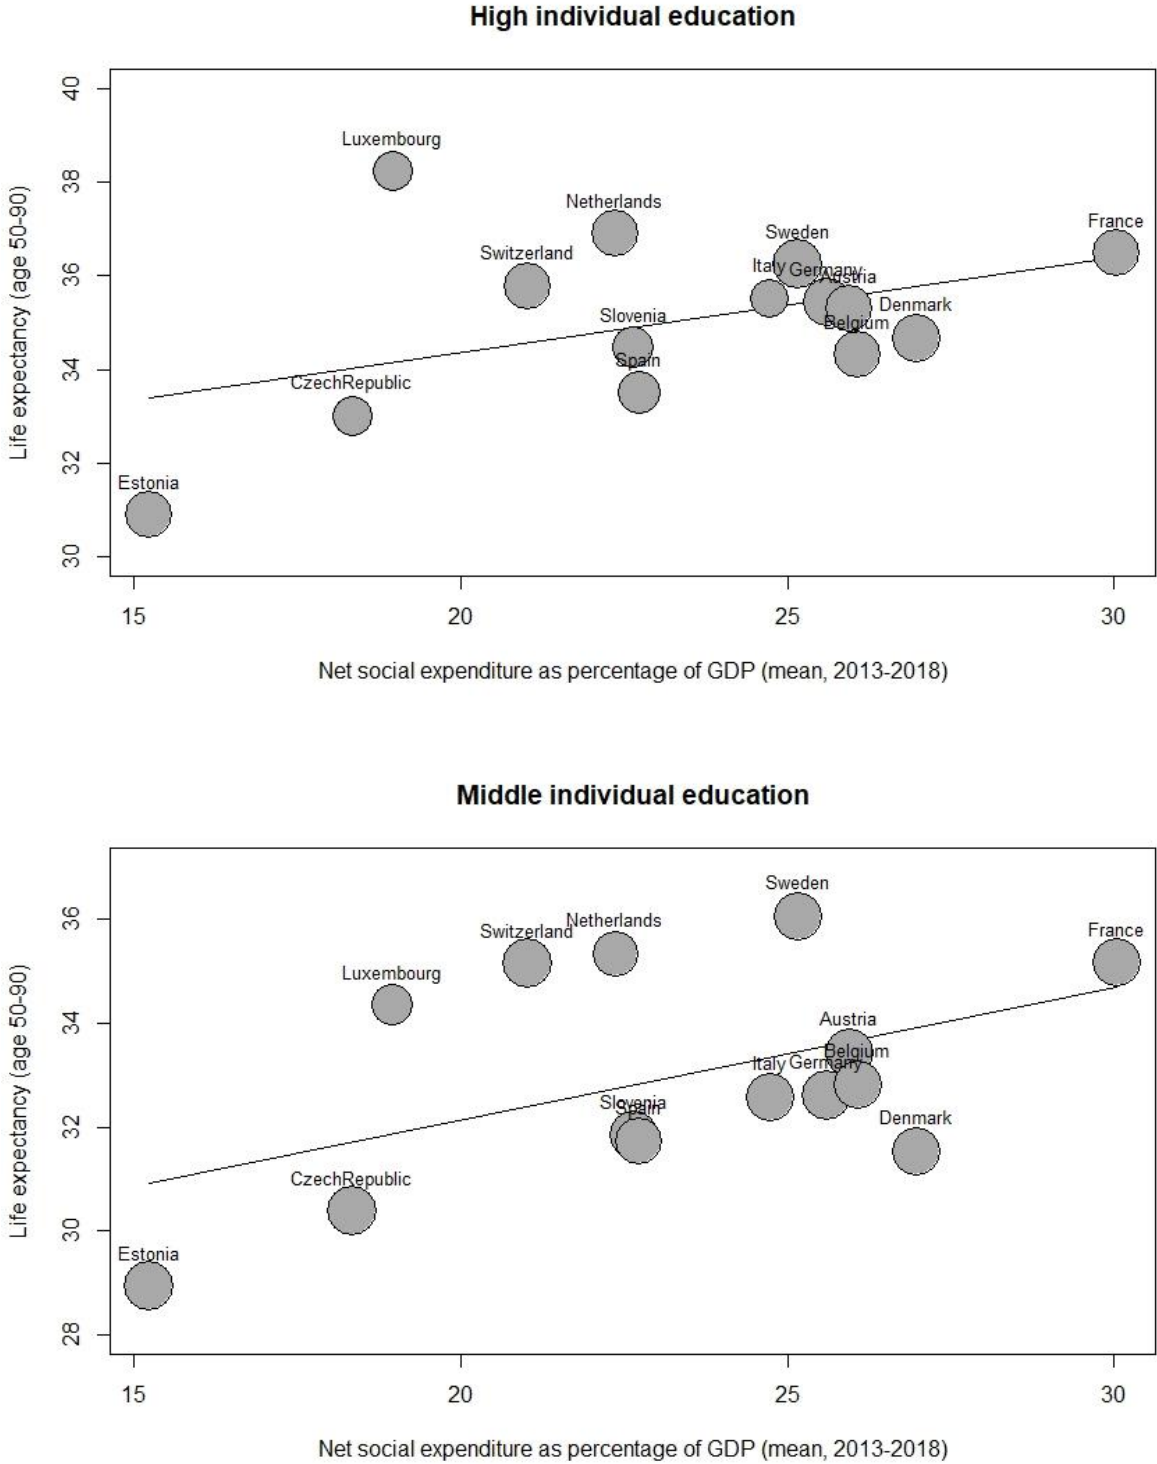 High individual education
40
38
36
34
32
30
Life expectancy (age 50-90)
Luxembourg
Netherlands
Switzerland
Sweden
France
Italy
Germany
Austria
Denmark
Belgium
Slovenia
Spain
CzechRepublic
Estonia
15 20 25 30
Net social expenditure as percentage of GDP (mean, 2013-2018)
Middle individual education
36
34
32
30
28
Life expectancy (age 50-90)
Sweden
Netherlands
Switzerland
France
Luxembourg
Austria
Belgium
Italy
Germany
Slovenia
Spain
Denmark
CzechRepublic
Estonia
15 20 25 30
Net social expenditure as percentage of GDP (mean, 2013-2018)